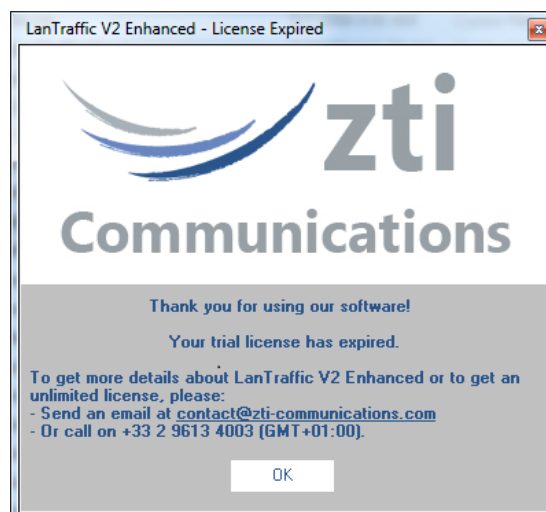 LanTraffic V2 Enhanced - License Expired
zti
Communications
Thank you for using our software!
Your trial license has expired.
To get more details about LanTraffic V2 Enhanced or to get an
unlimited license, please:
- Send an email at contact@zti-communications.com
- Or call on +33 2 9613 4003 (GMT+01:00).
OK